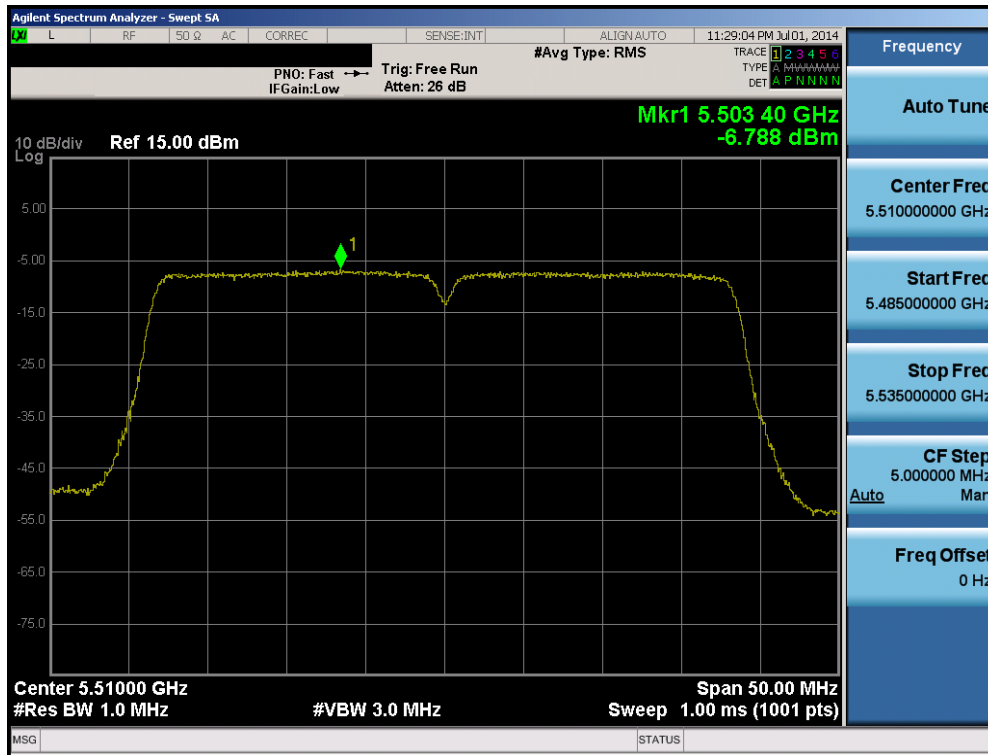 Agilent Spectrum Analyzer - Swept SA
LXI L RF 50 Ω AC CORREC SENSE:INT ALIGN AUTO 11:29:04 PM Jul 01, 2014
PNO: Fast
IFGain:Low
Trig: Free Run
Atten: 26 dB
#Avg Type: RMS
TRACE 1 2 3 4 5 6
TYPE A M W W W W W
DET A P N N N N
Mkr1 5.503 40 GHz
-6.788 dBm
10 dB/div Ref 15.00 dBm
Log
1
5.00
-5.00
-15.0
-25.0
-35.0
-45.0
-55.0
-65.0
-75.0
Center 5.51000 GHz Span 50.00 MHz
#Res BW 1.0 MHz #VBW 3.0 MHz Sweep 1.00 ms (1001 pts)
MSG STATUS
Frequency
Auto Tune
Center Freq
5.510000000 GHz
Start Freq
5.485000000 GHz
Stop Freq
5.535000000 GHz
CF Step
5.000000 MHz
Auto Man
Freq Offset
0 Hz